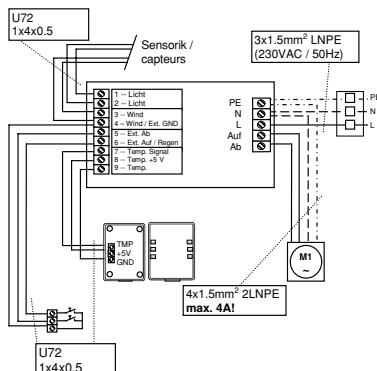 U72
1x4x0.5
Sensorik /
capteurs
3x1.5mm² LNPE
(230VAC / 50Hz)
1 -- Licht
2 -- Licht
3 -- Wind
4 -- Wind / Ext. GND
5 -- Ext. Ab
6 -- Ext. Auf / Regen
7 -- Temp. Signal
8 -- Temp. +5 V
9 -- Temp.
PE
N
L
Auf
Ab
PE
N
L
TMP
+5V
GND
M1
~
4x1.5mm² 2LNPE
max. 4A!
U72
1x4x0.5